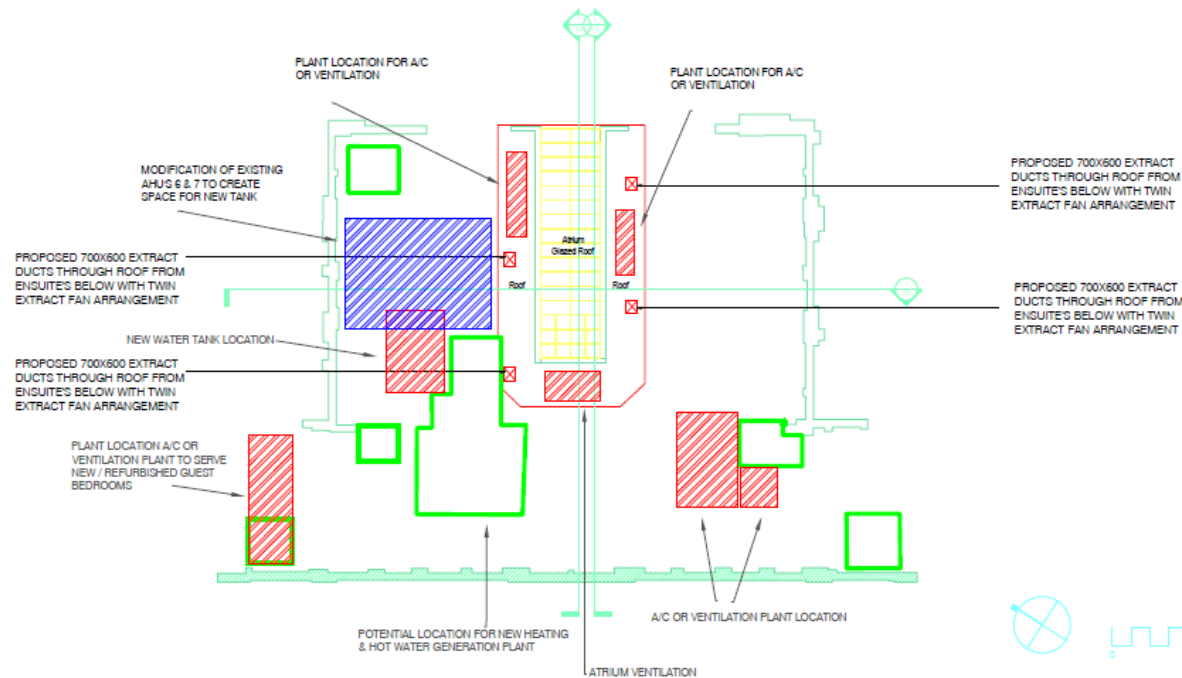 PLANT LOCATION FOR A/C
OR VENTILATION
PLANT LOCATION FOR A/C
OR VENTILATION
MODIFICATION OF EXISTING
AHU'S 6 & 7 TO CREATE
SPACE FOR NEW TANK
PROPOSED 700X600 EXTRACT
DUCTS THROUGH ROOF FROM
ENSUITE'S BELOW WITH TWIN
EXTRACT FAN ARRANGEMENT
PROPOSED 700X600 EXTRACT
DUCTS THROUGH ROOF FROM
ENSUITE'S BELOW WITH TWIN
EXTRACT FAN ARRANGEMENT
Atrium
Glazed Roof
Roof
Roof
PROPOSED 700X600 EXTRACT
DUCTS THROUGH ROOF FROM
ENSUITE'S BELOW WITH TWIN
EXTRACT FAN ARRANGEMENT
NEW WATER TANK LOCATION
PROPOSED 700X600 EXTRACT
DUCTS THROUGH ROOF FROM
ENSUITE'S BELOW WITH TWIN
EXTRACT FAN ARRANGEMENT
PLANT LOCATION A/C OR
VENTILATION PLANT TO SERVE
NEW / REFURBISHED GUEST
BEDROOMS
A/C OR VENTILATION PLANT LOCATION
POTENTIAL LOCATION FOR NEW HEATING
& HOT WATER GENERATION PLANT
ATRIUM VENTILATION
0